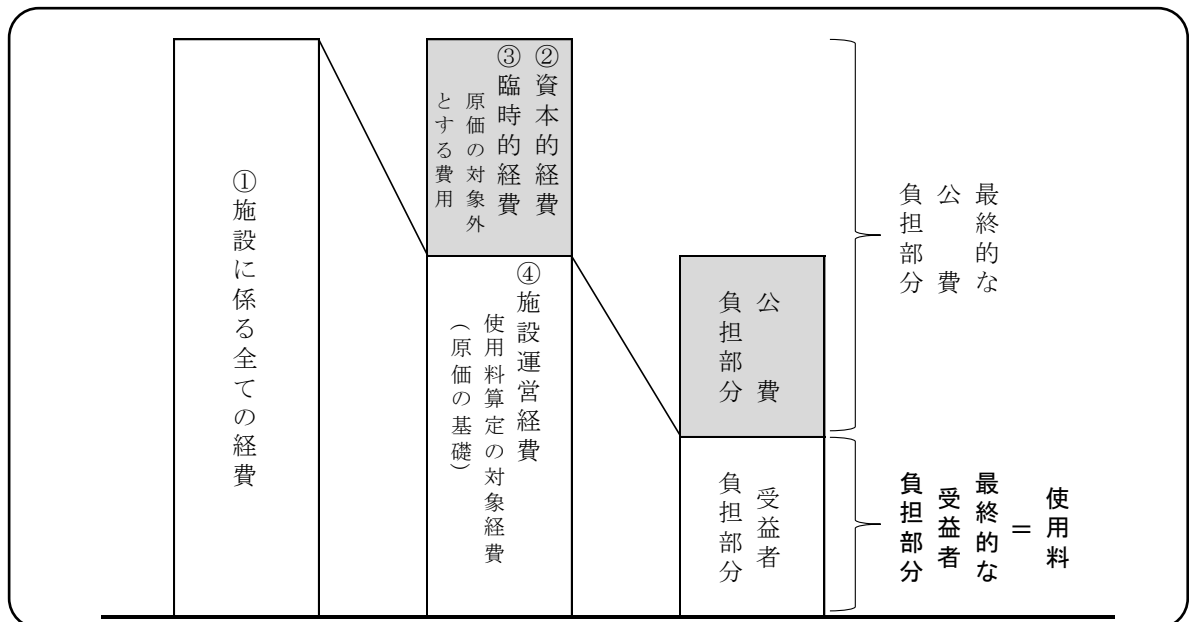 ①施設に係る全ての経費
②資本的経費
③臨時的経費
原価の対象外
とする費用
④施設運営経費
使用料算定の対象経費
（原価の基礎）
公費
負担部分
受益者
負担部分
最終的な
公費
負担部分
使用料
＝
最終的な
受益者
負担部分